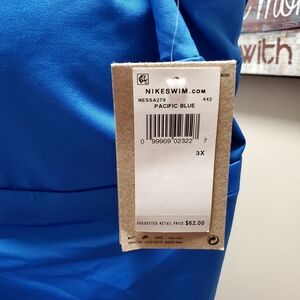 with
NIKESWIM.COM
NESSA279 442
PACIFIC BLUE
0 99909 02322 7
3X
SUGGESTED RETAIL PRICE $62.00